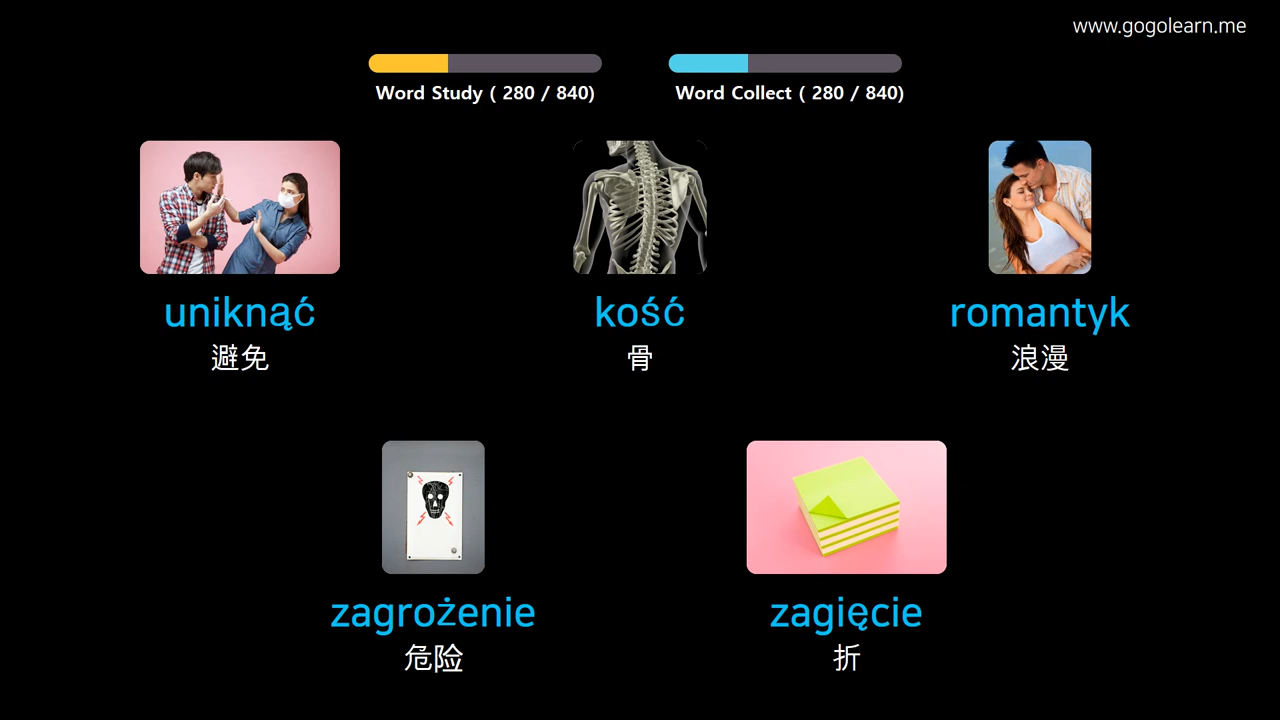 www.gogolearn.me
Word Study ( 280 / 840)
Word Collect ( 280 / 840)
uniknąć
避免
kość
骨
romantyk
浪漫
zagrożenie
危险
zagięcie
折